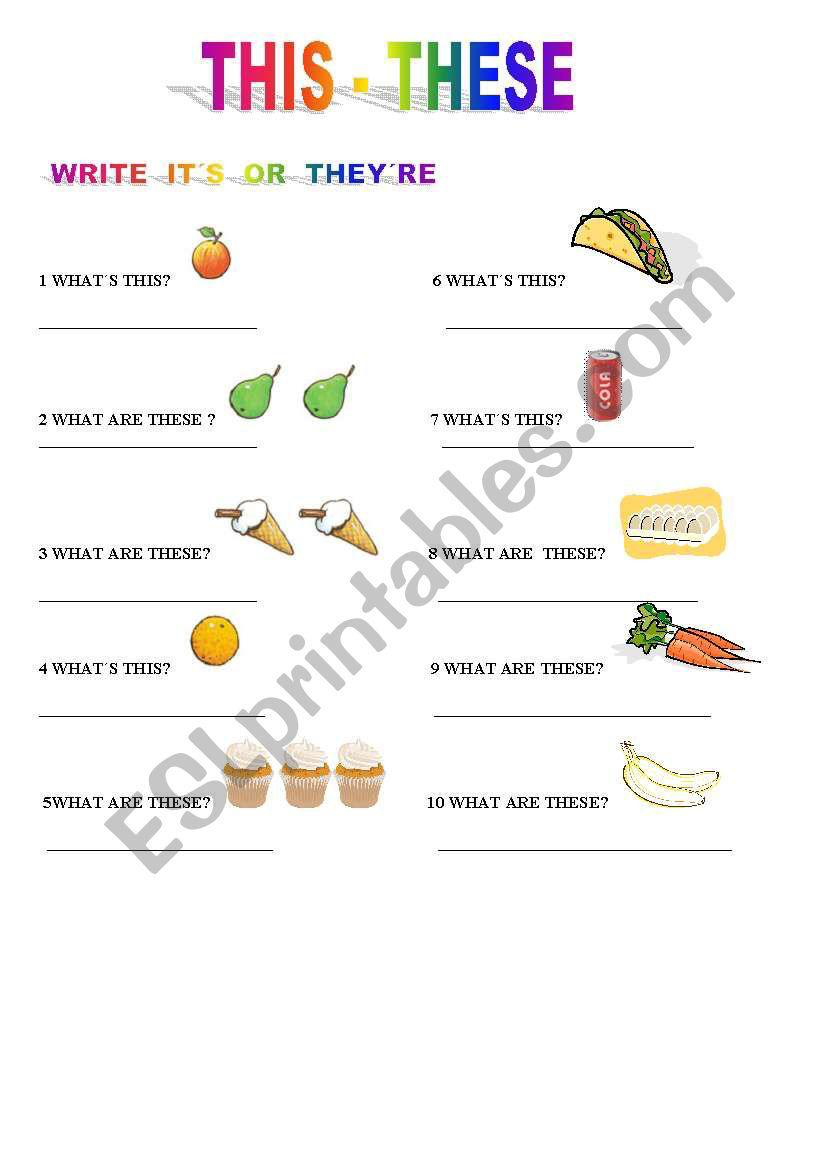 THIS - THESE
WRITE IT´S OR THEY´RE
1 WHAT´S THIS?
2 WHAT ARE THESE ?
3 WHAT ARE THESE?
4 WHAT´S THIS?
5WHAT ARE THESE?
6 WHAT´S THIS?
7 WHAT´S THIS?
COLA
8 WHAT ARE  THESE?
9 WHAT ARE THESE?
10 WHAT ARE THESE?
ESLprintables.com